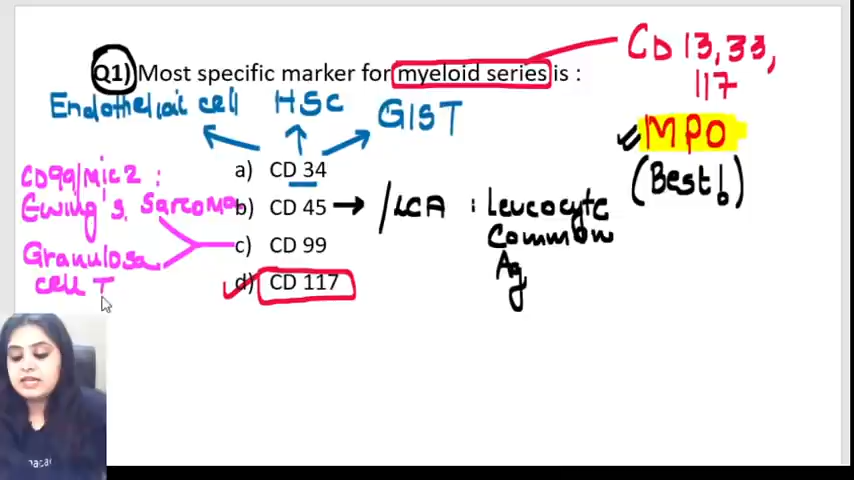 Q1) Most specific marker for myeloid series is :
CD 13, 33,
117
MPO
(Best!)
Endothelial cell HSC GIST
a) CD 34
b) CD 45 → /LCA : Leucocyte
Common
Ag
c) CD 99
d) CD 117
CD99/mic2 :
Ewing's Sarcoma
Granulosa
cell T